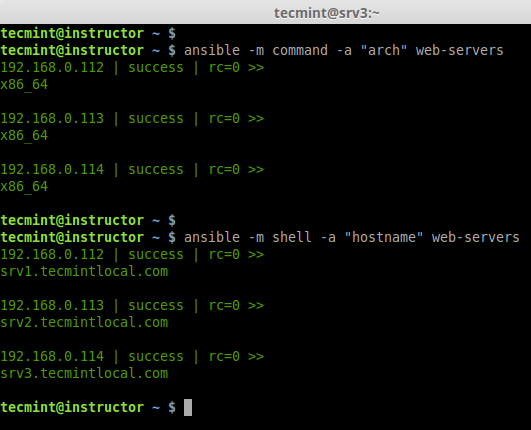 tecmint@srv3:~
tecmint@instructor ~ $
tecmint@instructor ~ $ ansible -m command -a "arch" web-servers
192.168.0.112 | success | rc=0 >>
x86_64
192.168.0.113 | success | rc=0 >>
x86_64
192.168.0.114 | success | rc=0 >>
x86_64
tecmint@instructor ~ $
tecmint@instructor ~ $ ansible -m shell -a "hostname" web-servers
192.168.0.112 | success | rc=0 >>
srv1.tecmintlocal.com
192.168.0.113 | success | rc=0 >>
srv2.tecmintlocal.com
192.168.0.114 | success | rc=0 >>
srv3.tecmintlocal.com
tecmint@instructor ~ $